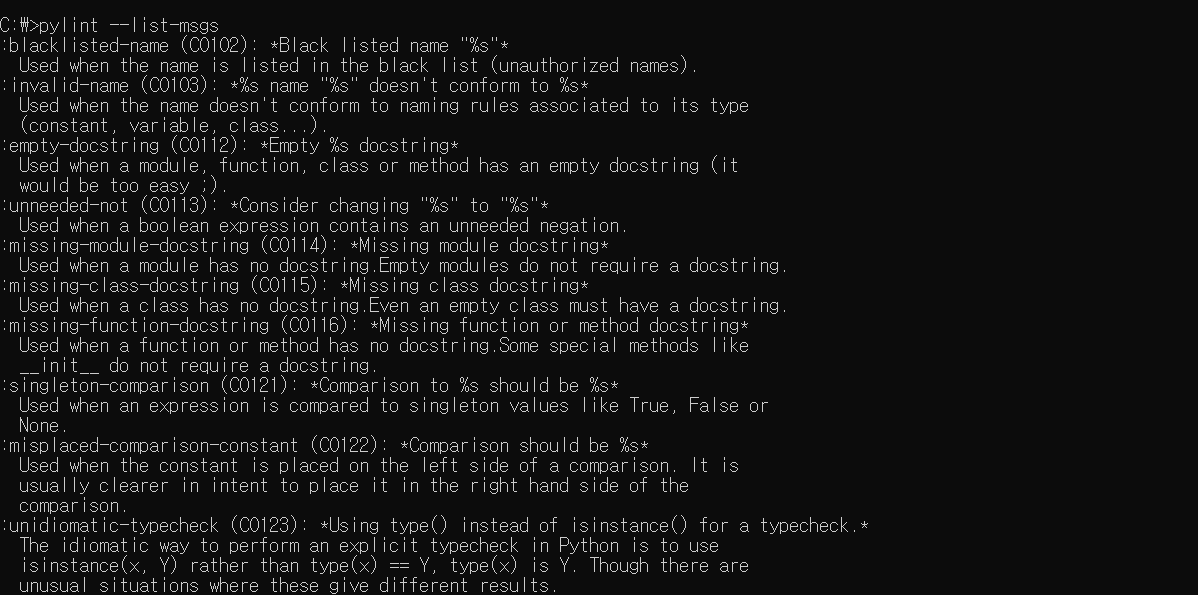 C:₩>pylint --list-msgs
:blacklisted-name (C0102): *Black listed name "%s"*
  Used when the name is listed in the black list (unauthorized names).
:invalid-name (C0103): *%s name "%s" doesn't conform to %s*
  Used when the name doesn't conform to naming rules associated to its type
  (constant, variable, class...).
:empty-docstring (C0112): *Empty %s docstring*
  Used when a module, function, class or method has an empty docstring (it
  would be too easy ;).
:unneeded-not (C0113): *Consider changing "%s" to "%s"*
  Used when a boolean expression contains an unneeded negation.
:missing-module-docstring (C0114): *Missing module docstring*
  Used when a module has no docstring.Empty modules do not require a docstring.
:missing-class-docstring (C0115): *Missing class docstring*
  Used when a class has no docstring.Even an empty class must have a docstring.
:missing-function-docstring (C0116): *Missing function or method docstring*
  Used when a function or method has no docstring.Some special methods like
  __init__ do not require a docstring.
:singleton-comparison (C0121): *Comparison to %s should be %s*
  Used when an expression is compared to singleton values like True, False or
  None.
:misplaced-comparison-constant (C0122): *Comparison should be %s*
  Used when the constant is placed on the left side of a comparison. It is
  usually clearer in intent to place it in the right hand side of the
  comparison.
:unidiomatic-typecheck (C0123): *Using type() instead of isinstance() for a typecheck.*
  The idiomatic way to perform an explicit typecheck in Python is to use
  isinstance(x, Y) rather than type(x) == Y, type(x) is Y. Though there are
  unusual situations where these give different results.